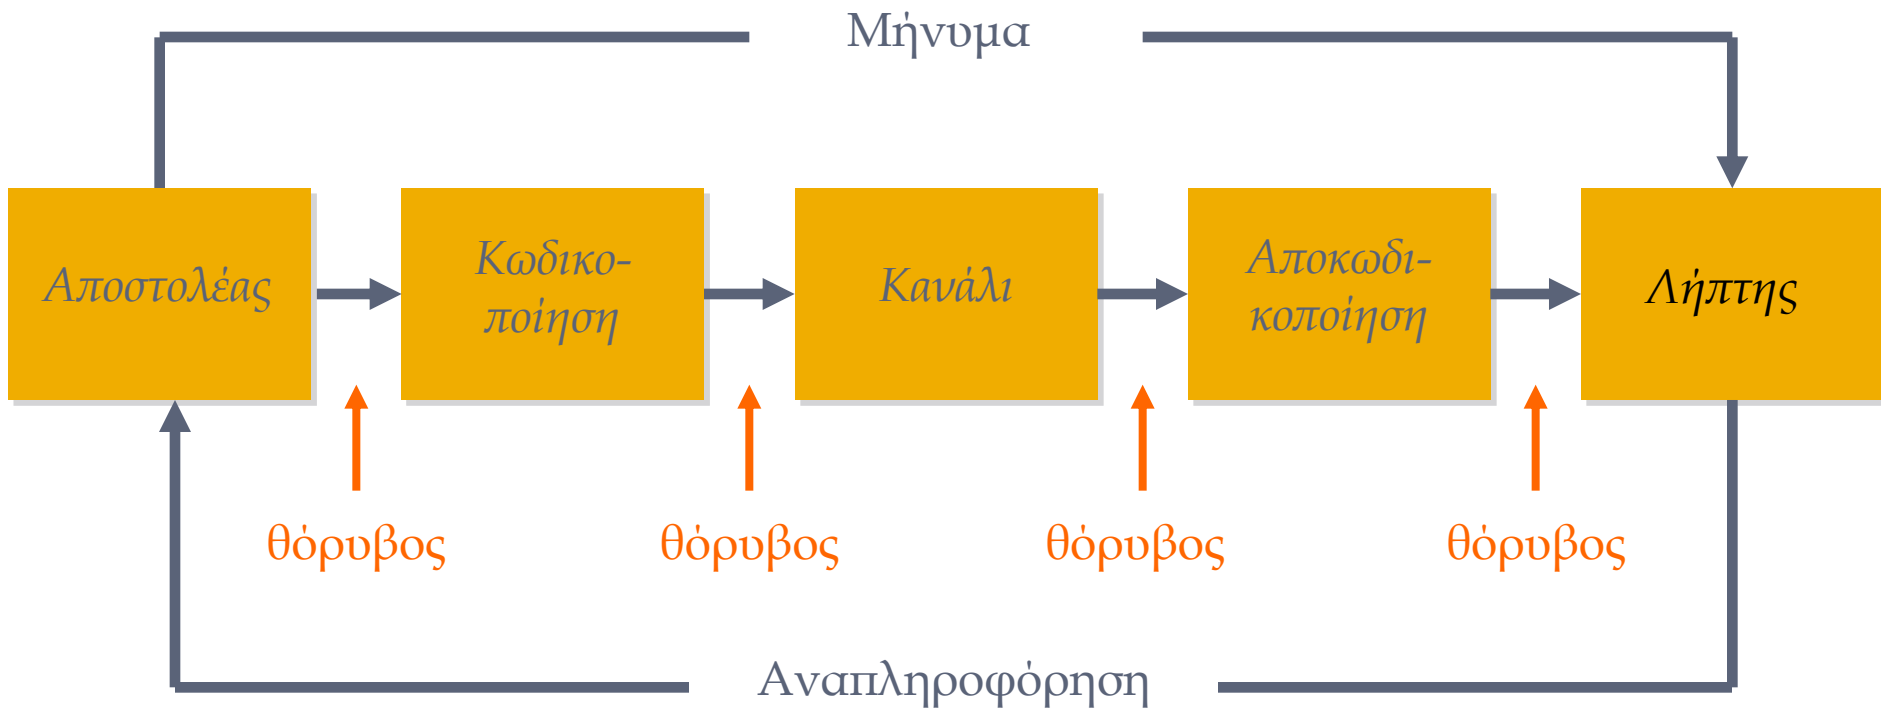 Μήνυμα
Αποστολέας
Κωδικο-
ποίηση
Κανάλι
Αποκωδι-
κοποίηση
Λήπτης
θόρυβος
θόρυβος
θόρυβος
θόρυβος
Αναπληροφόρηση